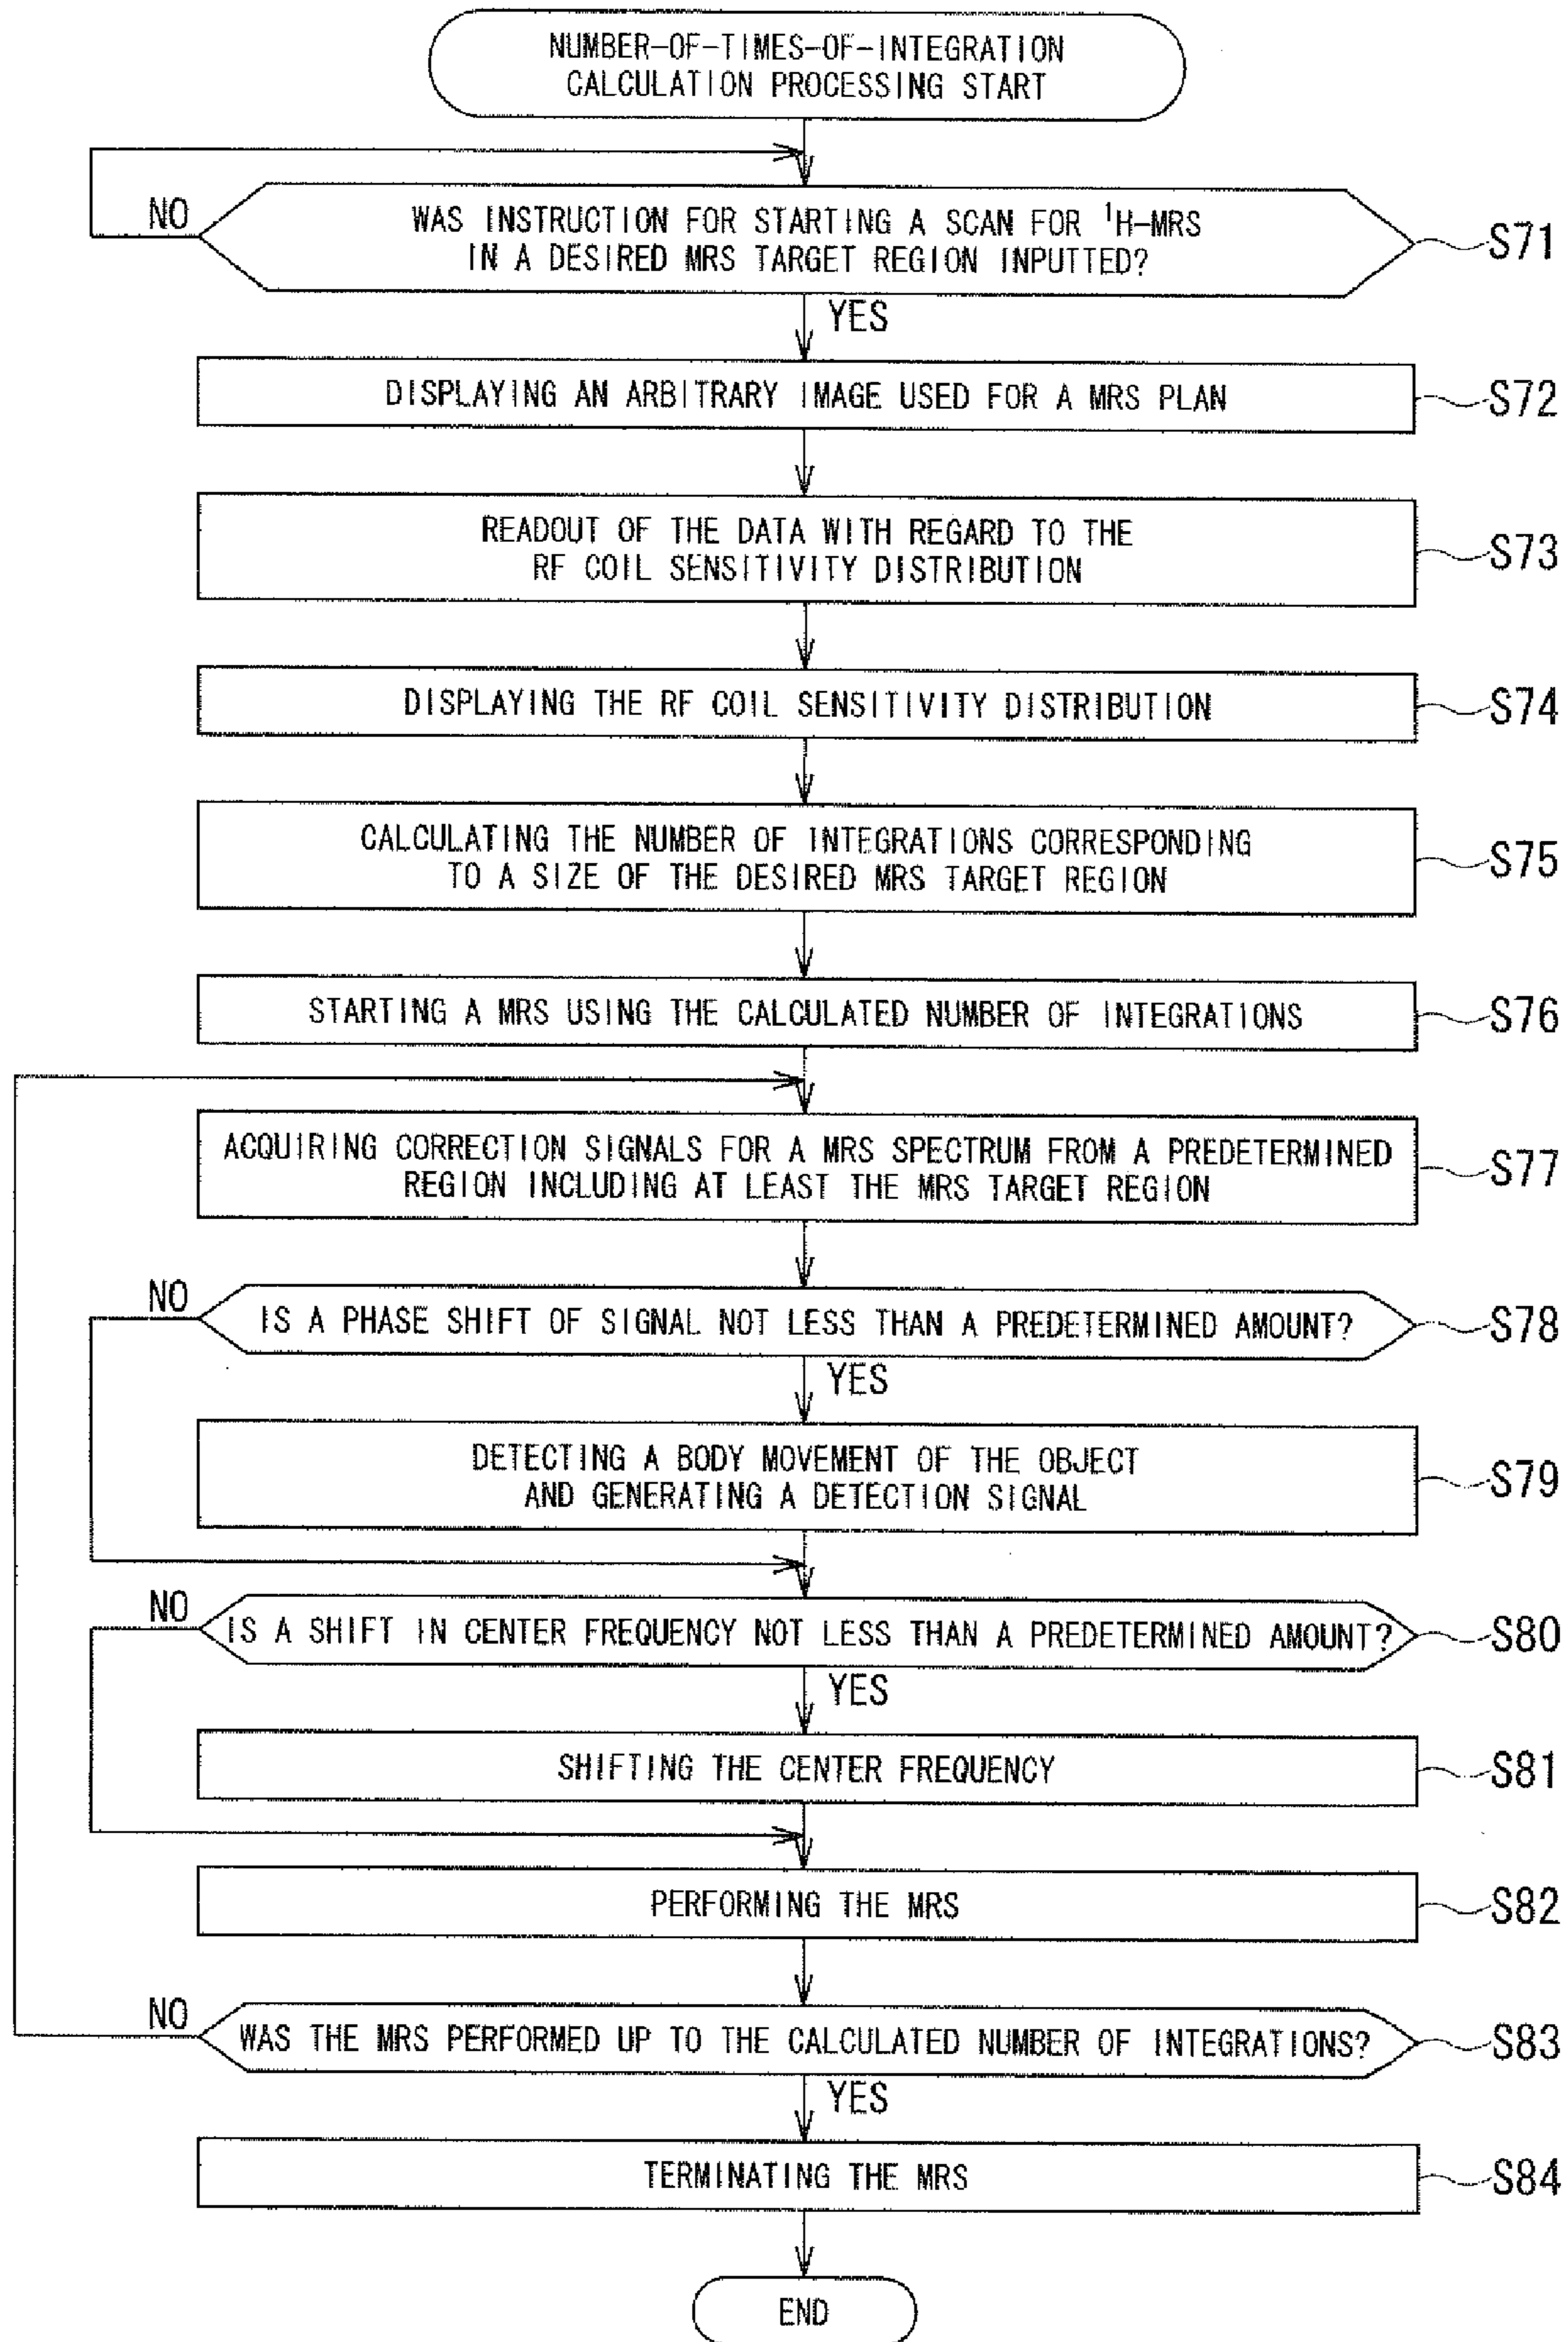 NUMBER-OF-TIMES-OF-INTEGRATION
CALCULATION PROCESSING START
NO
WAS INSTRUCTION FOR STARTING A SCAN FOR ¹H-MRS
IN A DESIRED MRS TARGET REGION INPUTTED?
S71
YES
DISPLAYING AN ARBITRARY IMAGE USED FOR A MRS PLAN
S72
READOUT OF THE DATA WITH REGARD TO THE
RF COIL SENSITIVITY DISTRIBUTION
S73
DISPLAYING THE RF COIL SENSITIVITY DISTRIBUTION
S74
CALCULATING THE NUMBER OF INTEGRATIONS CORRESPONDING
TO A SIZE OF THE DESIRED MRS TARGET REGION
S75
STARTING A MRS USING THE CALCULATED NUMBER OF INTEGRATIONS
S76
ACQUIRING CORRECTION SIGNALS FOR A MRS SPECTRUM FROM A PREDETERMINED
REGION INCLUDING AT LEAST THE MRS TARGET REGION
S77
NO
IS A PHASE SHIFT OF SIGNAL NOT LESS THAN A PREDETERMINED AMOUNT?
S78
YES
DETECTING A BODY MOVEMENT OF THE OBJECT
AND GENERATING A DETECTION SIGNAL
S79
NO
IS A SHIFT IN CENTER FREQUENCY NOT LESS THAN A PREDETERMINED AMOUNT?
S80
YES
SHIFTING THE CENTER FREQUENCY
S81
PERFORMING THE MRS
S82
NO
WAS THE MRS PERFORMED UP TO THE CALCULATED NUMBER OF INTEGRATIONS?
S83
YES
TERMINATING THE MRS
S84
END